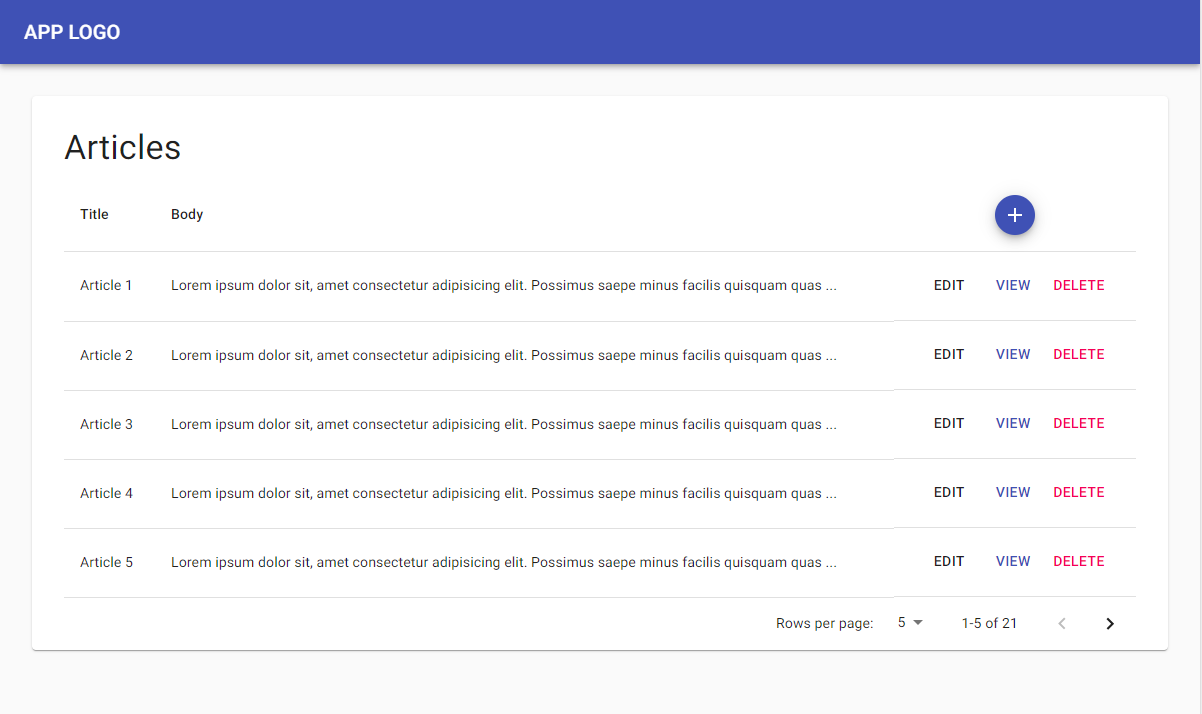 APP LOGO
Articles
Title Body
Article 1 Lorem ipsum dolor sit, amet consectetur adipisicing elit. Possimus saepe minus facilis quisquam quas ... EDIT VIEW DELETE
Article 2 Lorem ipsum dolor sit, amet consectetur adipisicing elit. Possimus saepe minus facilis quisquam quas ... EDIT VIEW DELETE
Article 3 Lorem ipsum dolor sit, amet consectetur adipisicing elit. Possimus saepe minus facilis quisquam quas ... EDIT VIEW DELETE
Article 4 Lorem ipsum dolor sit, amet consectetur adipisicing elit. Possimus saepe minus facilis quisquam quas ... EDIT VIEW DELETE
Article 5 Lorem ipsum dolor sit, amet consectetur adipisicing elit. Possimus saepe minus facilis quisquam quas ... EDIT VIEW DELETE
Rows per page: 5 1-5 of 21